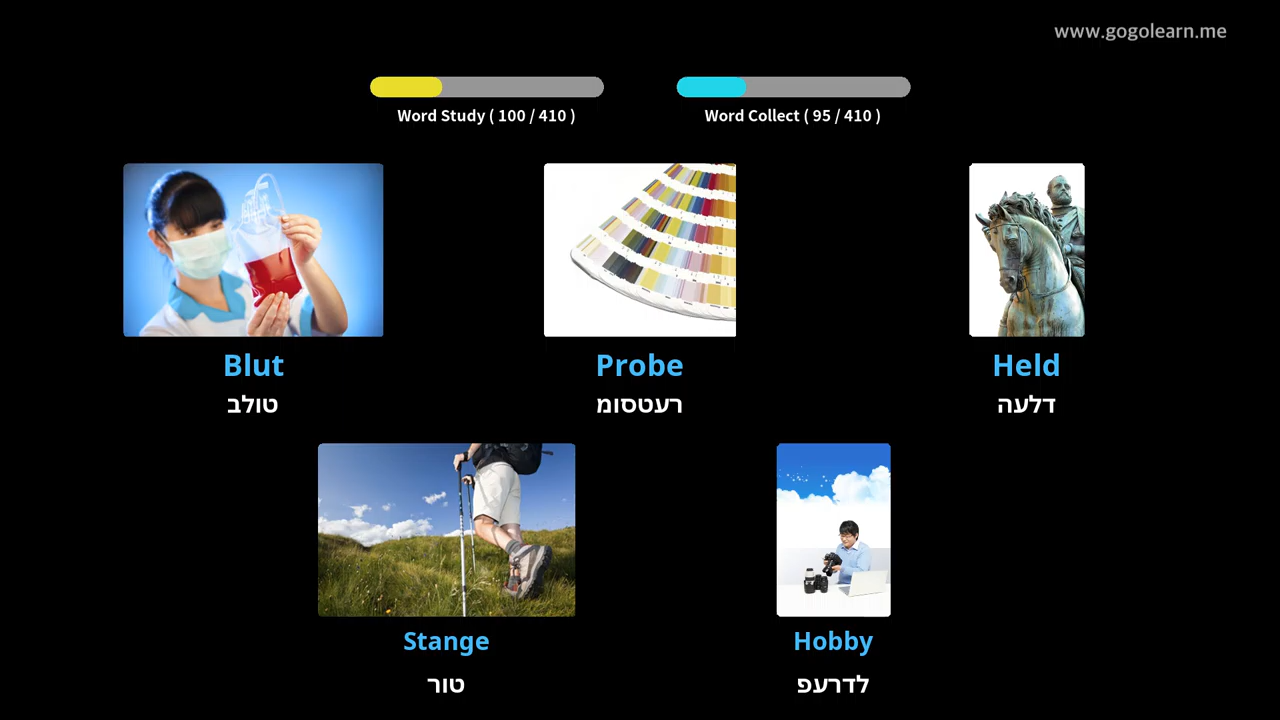 www.gogolearn.me
Word Study ( 100 / 410 )
Word Collect ( 95 / 410 )
Blut
Probe
Held
טולב
רעטסומ
דלעה
Stange
Hobby
טור
לדרעפ